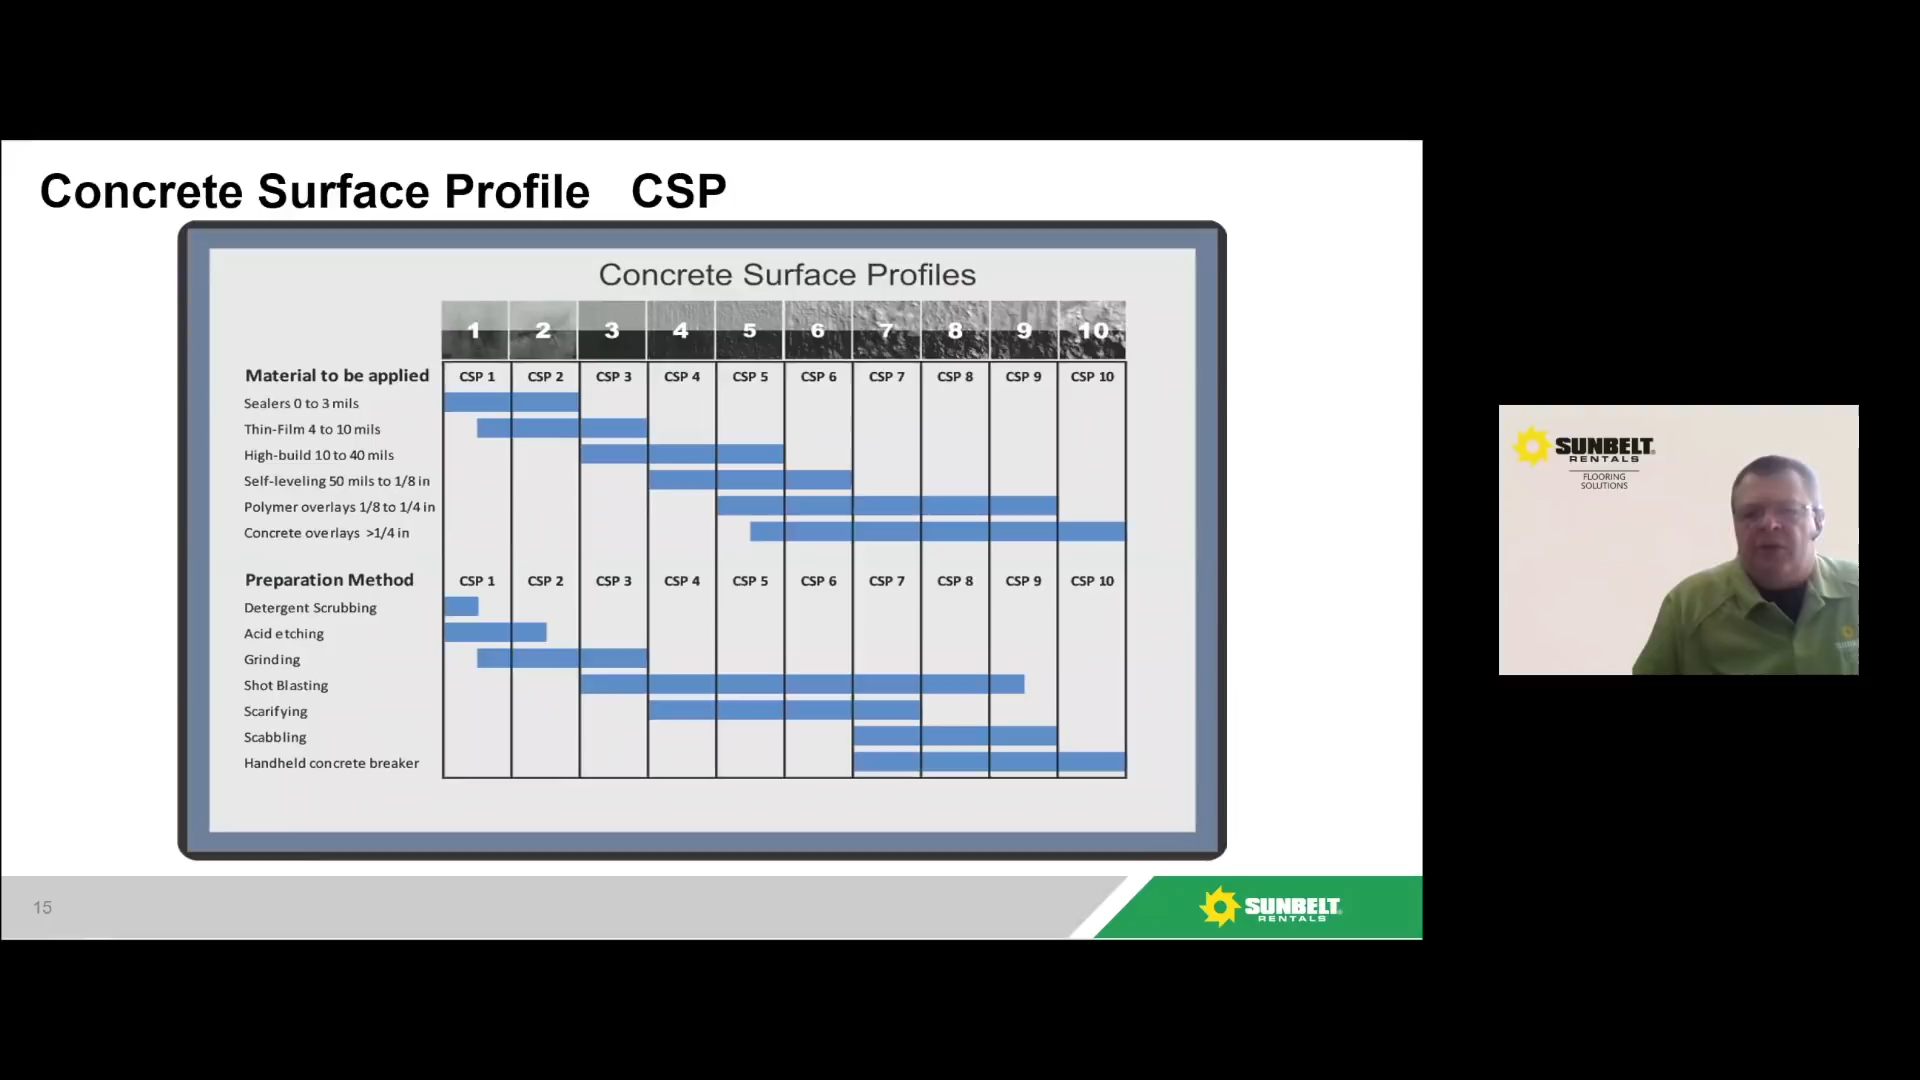 Concrete Surface Profile CSP
Concrete Surface Profiles
1 2 3 4 5 6 7 8 9 10
Material to be applied CSP 1 CSP 2 CSP 3 CSP 4 CSP 5 CSP 6 CSP 7 CSP 8 CSP 9 CSP 10
Sealers 0 to 3 mils
Thin-Film 4 to 10 mils
High-build 10 to 40 mils
Self-leveling 50 mils to 1/8 in
Polymer overlays 1/8 to 1/4 in
Concrete overlays >1/4 in
Preparation Method CSP 1 CSP 2 CSP 3 CSP 4 CSP 5 CSP 6 CSP 7 CSP 8 CSP 9 CSP 10
Detergent Scrubbing
Acid etching
Grinding
Shot Blasting
Scarifying
Scabbling
Handheld concrete breaker
15
SUNBELT
RENTALS
SUNBELT
RENTALS
FLOORING
SOLUTIONS